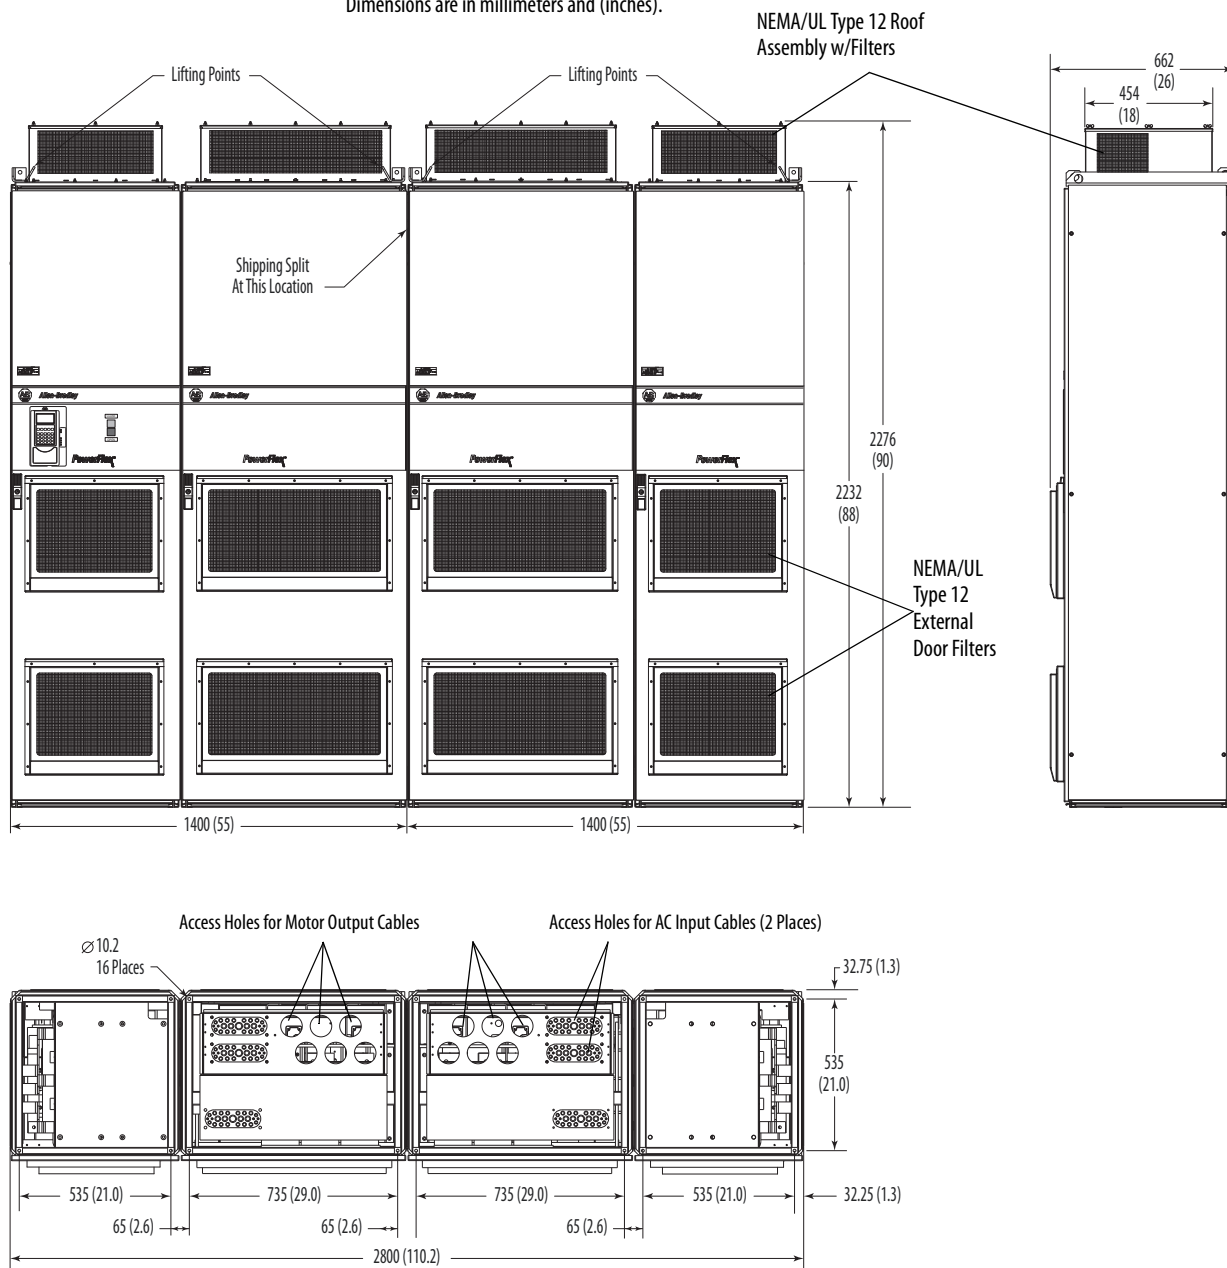 Dimensions are in millimeters and (inches).
NEMA/UL Type 12 Roof
Assembly w/Filters
Lifting Points
Lifting Points
662
(26)
454
(18)
Shipping Split
At This Location
Allen-Bradley
Allen-Bradley
Allen-Bradley
Allen-Bradley
PowerFlex
PowerFlex
PowerFlex
PowerFlex
2276
(90)
2232
(88)
NEMA/UL
Type 12
External
Door Filters
1400 (55)
1400 (55)
Access Holes for Motor Output Cables
Access Holes for AC Input Cables (2 Places)
⌀ 10.2
16 Places
32.75 (1.3)
535
(21.0)
535 (21.0)
735 (29.0)
735 (29.0)
535 (21.0)
32.25 (1.3)
65 (2.6)
65 (2.6)
65 (2.6)
2800 (110.2)